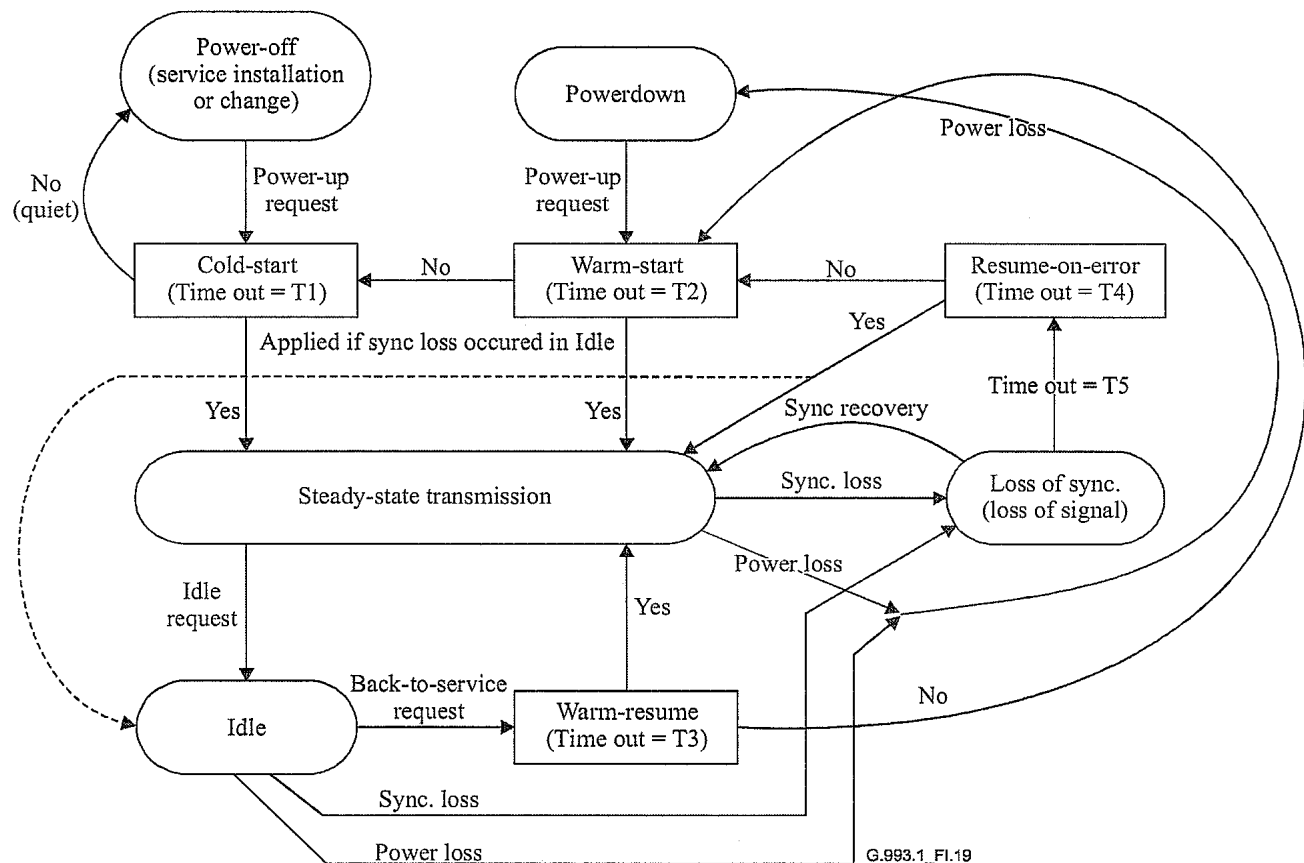 Power-off
(service installation
or change)
Powerdown
Power loss
No
(quiet)
Power-up
request
Power-up
request
Cold-start
(Time out = T1)
No
Warm-start
(Time out = T2)
No
Resume-on-error
(Time out = T4)
Applied if sync loss occured in Idle
Yes
Time out = T5
Yes
Yes
Sync recovery
Steady-state transmission
Sync. loss
Loss of sync.
(loss of signal)
Power loss
Idle
request
Yes
Back-to-service
request
Idle
Warm-resume
(Time out = T3)
No
Sync. loss
Power loss
G.993.1_FI.19